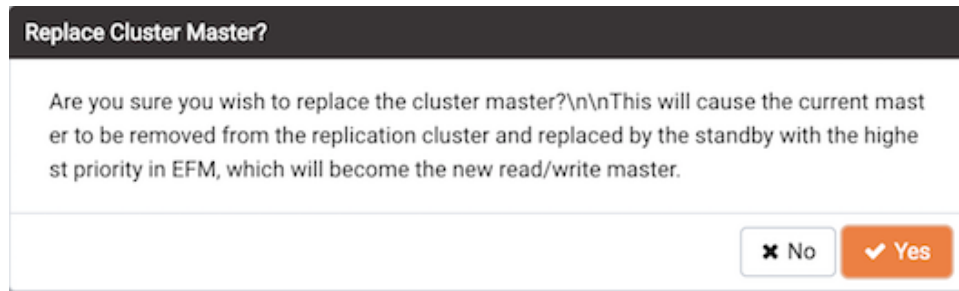 Replace Cluster Master?
Are you sure you wish to replace the cluster master?\n\nThis will cause the current mast
er to be removed from the replication cluster and replaced by the standby with the highe
st priority in EFM, which will become the new read/write master.
No
Yes